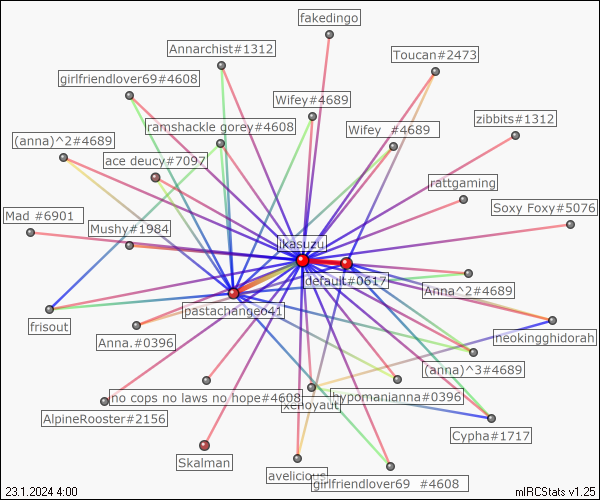 fakedingo
Annarchist#1312
Toucan#2473
girlfriendlover69#4608
Wifey#4689
zibbits#1312
ramshackle gorey#4608
Wifey #4689
(anna)^2#4689
ace deucy#7097
rattgaming
Soxy Foxy#5076
Mad #6901
Mushy#1984
ikasuzu
default#0617
Anna^2#4689
pastachangeo41
frisout
Anna.#0396
neokingghidorah
(anna)^3#4689
no cops no laws no hope#4608
hypomanianna#0396
xenoyaut
AlpineRooster#2156
Cypha#1717
Skalman
avelicious
girlfriendlover69 #4608
23.1.2024 4:00
mIRCStats v1.25